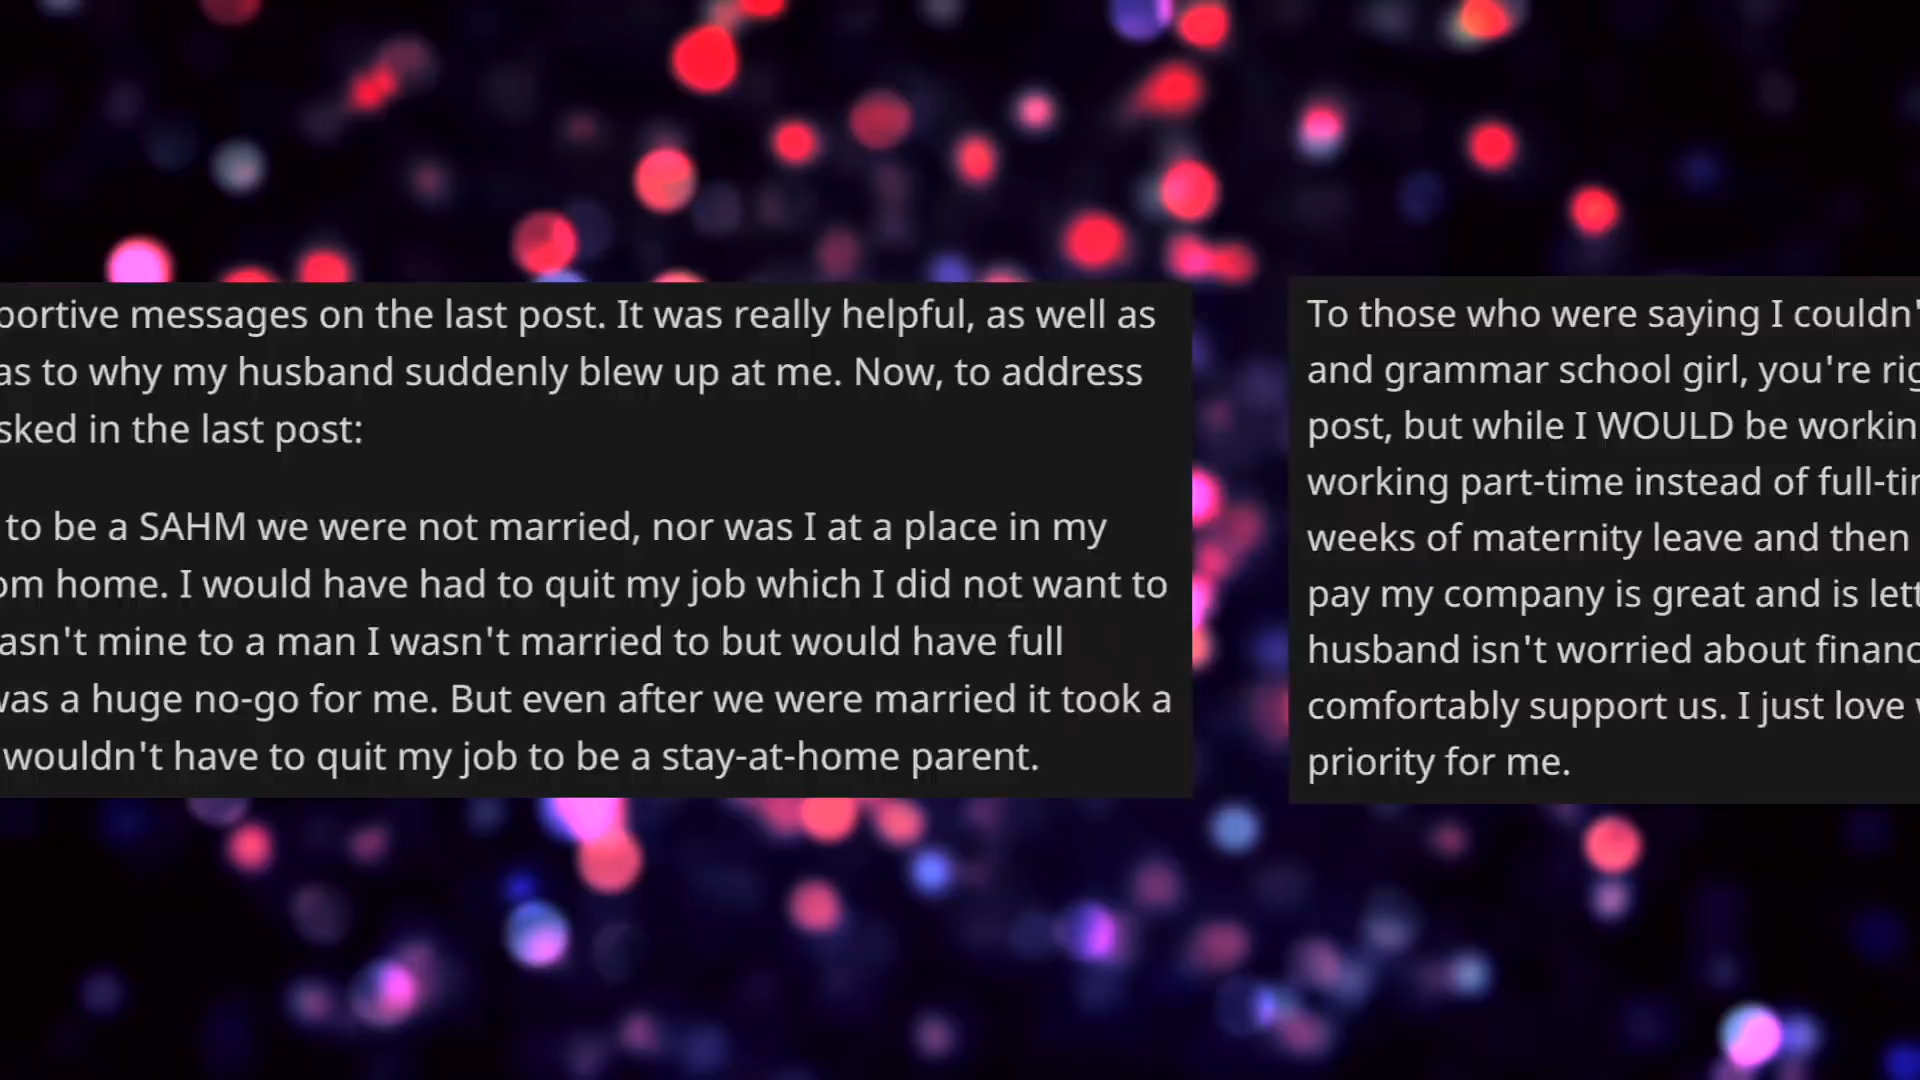 portive messages on the last post. It was really helpful, as well as
as to why my husband suddenly blew up at me. Now, to address
sked in the last post:
to be a SAHM we were not married, nor was I at a place in my
om home. I would have had to quit my job which I did not want to
asn't mine to a man I wasn't married to but would have full
was a huge no-go for me. But even after we were married it took a
wouldn't have to quit my job to be a stay-at-home parent.
To those who were saying I couldn'
and grammar school girl, you're rig
post, but while I WOULD be workin
working part-time instead of full-tir
weeks of maternity leave and then
pay my company is great and is lett
husband isn't worried about financ
comfortably support us. I just love
priority for me.